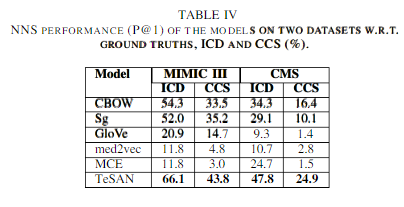 TABLE IV
NNS PERFORMANCE (P@1) OF THE MODELS ON TWO DATASETS W.R.T.
GROUND TRUTHS, ICD AND CCS (%).
Model MIMIC III CMS
ICD CCS ICD CCS
CBOW 54.3 33.5 34.3 16.4
Sg 52.0 35.2 29.1 10.1
GloVe 20.9 14.7 9.3 1.4
med2vec 11.8 4.8 10.7 2.8
MCE 11.8 3.0 24.7 1.5
TeSAN 66.1 43.8 47.8 24.9